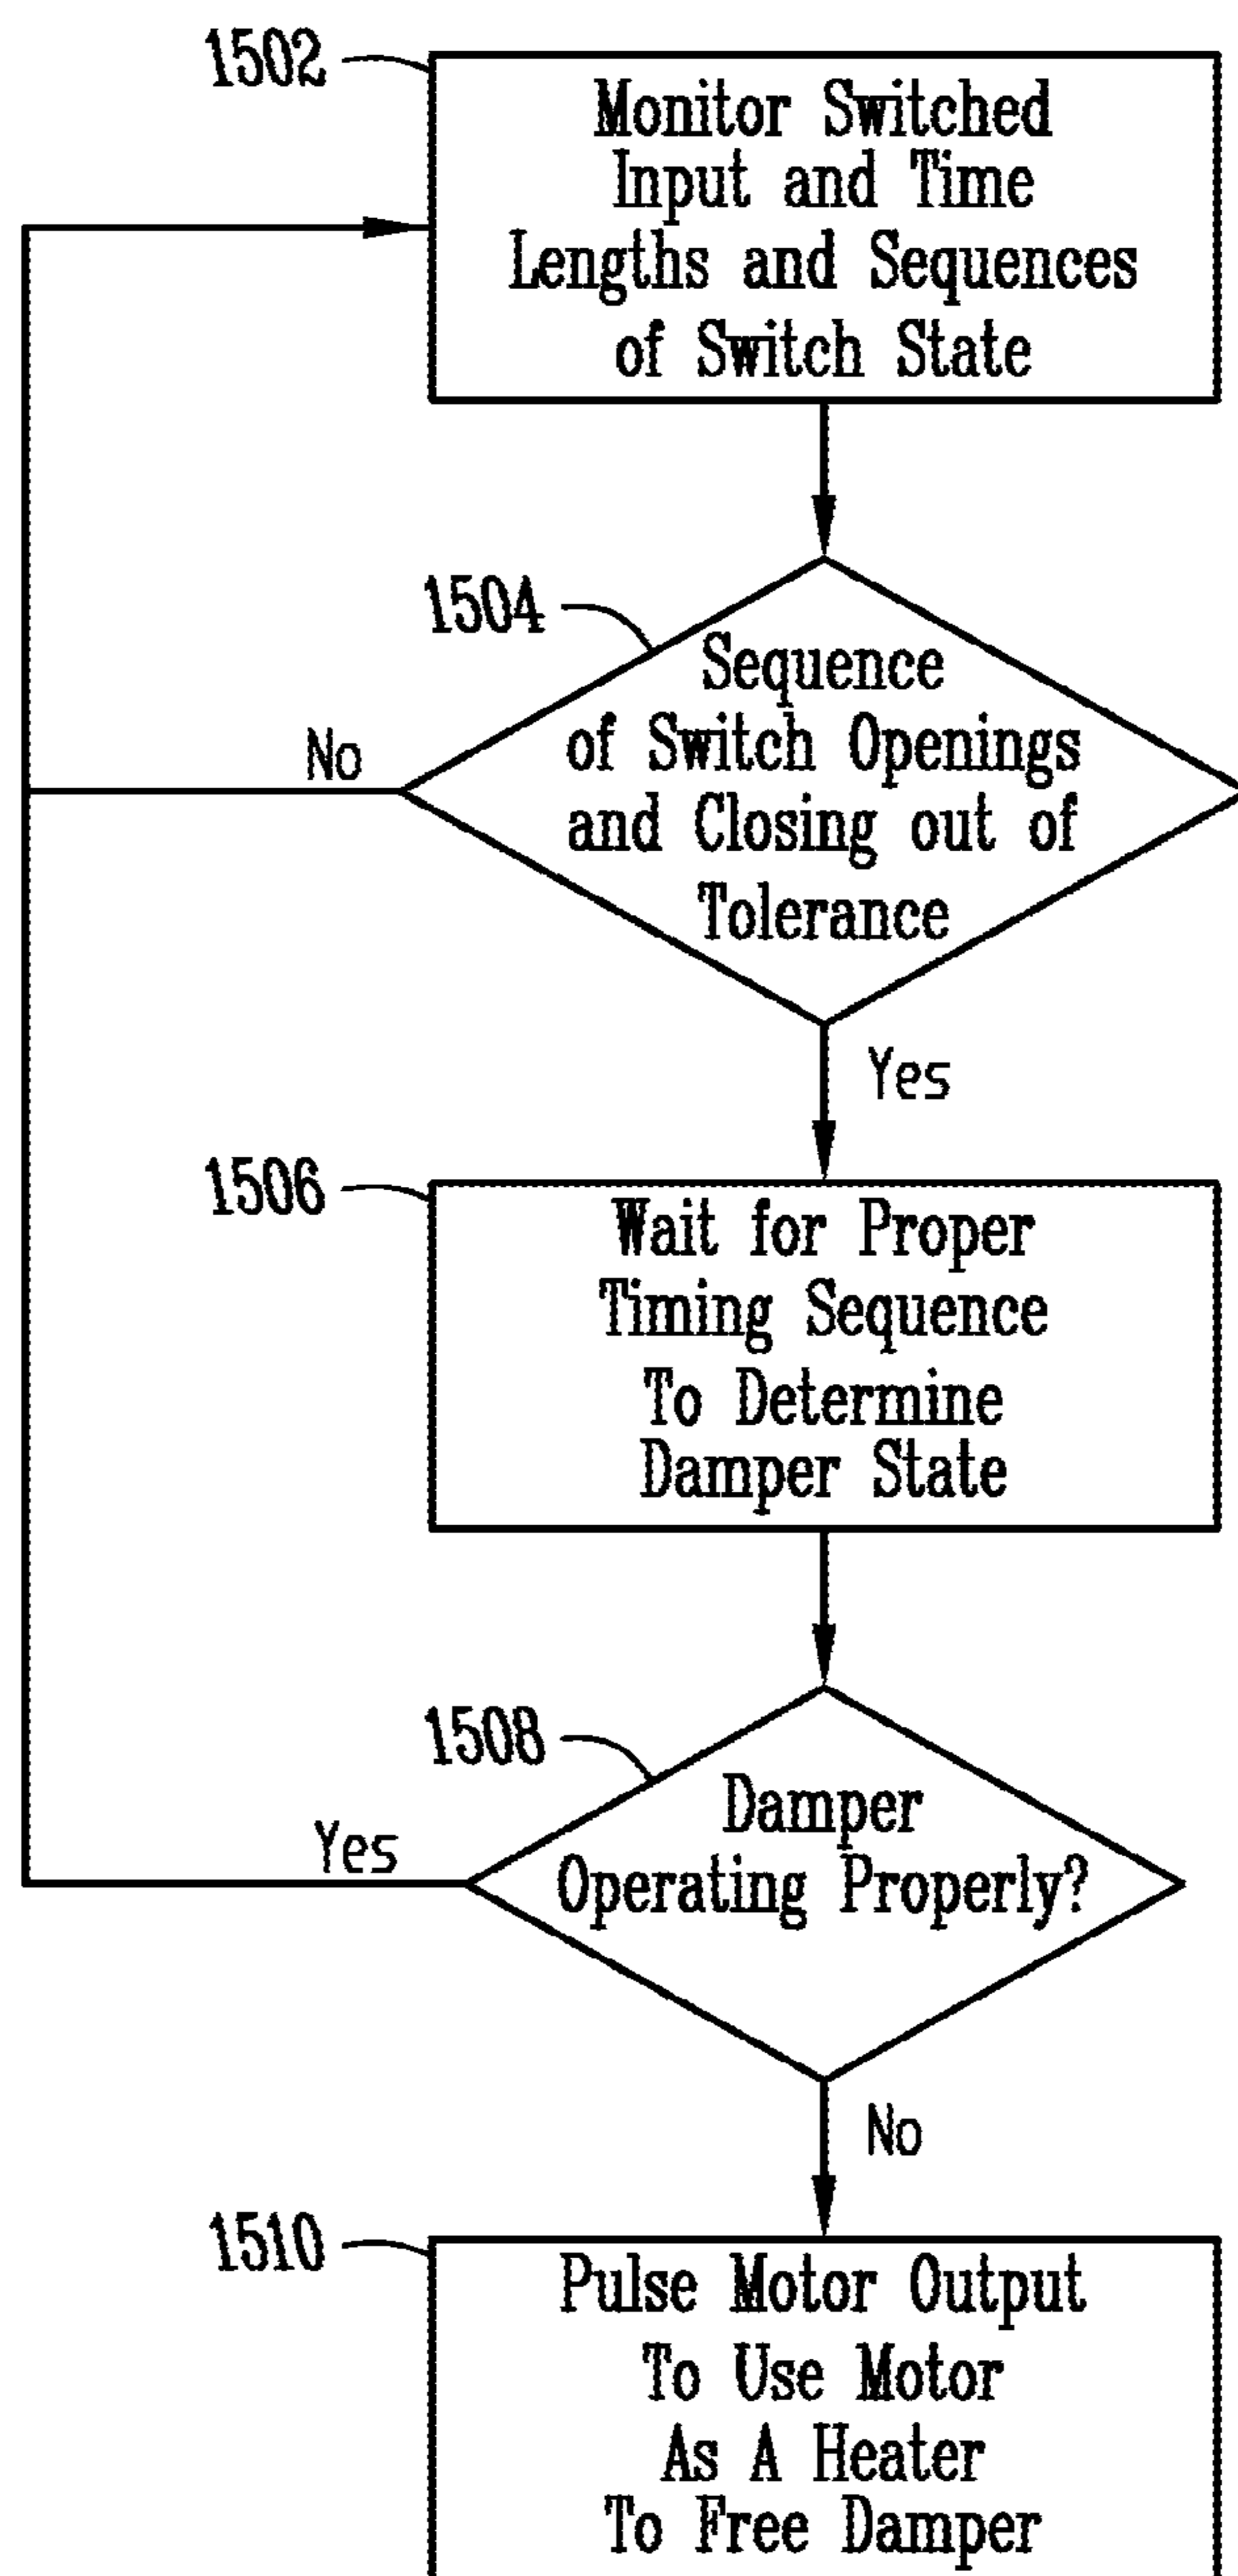 1502
Monitor Switched
Input and Time
Lengths and Sequences
of Switch State
1504
Sequence
of Switch Openings
and Closing out of
Tolerance
No
Yes
1506
Wait for Proper
Timing Sequence
To Determine
Damper State
1508
Damper
Operating Properly?
Yes
No
1510
Pulse Motor Output
To Use Motor
As A Heater
To Free Damper